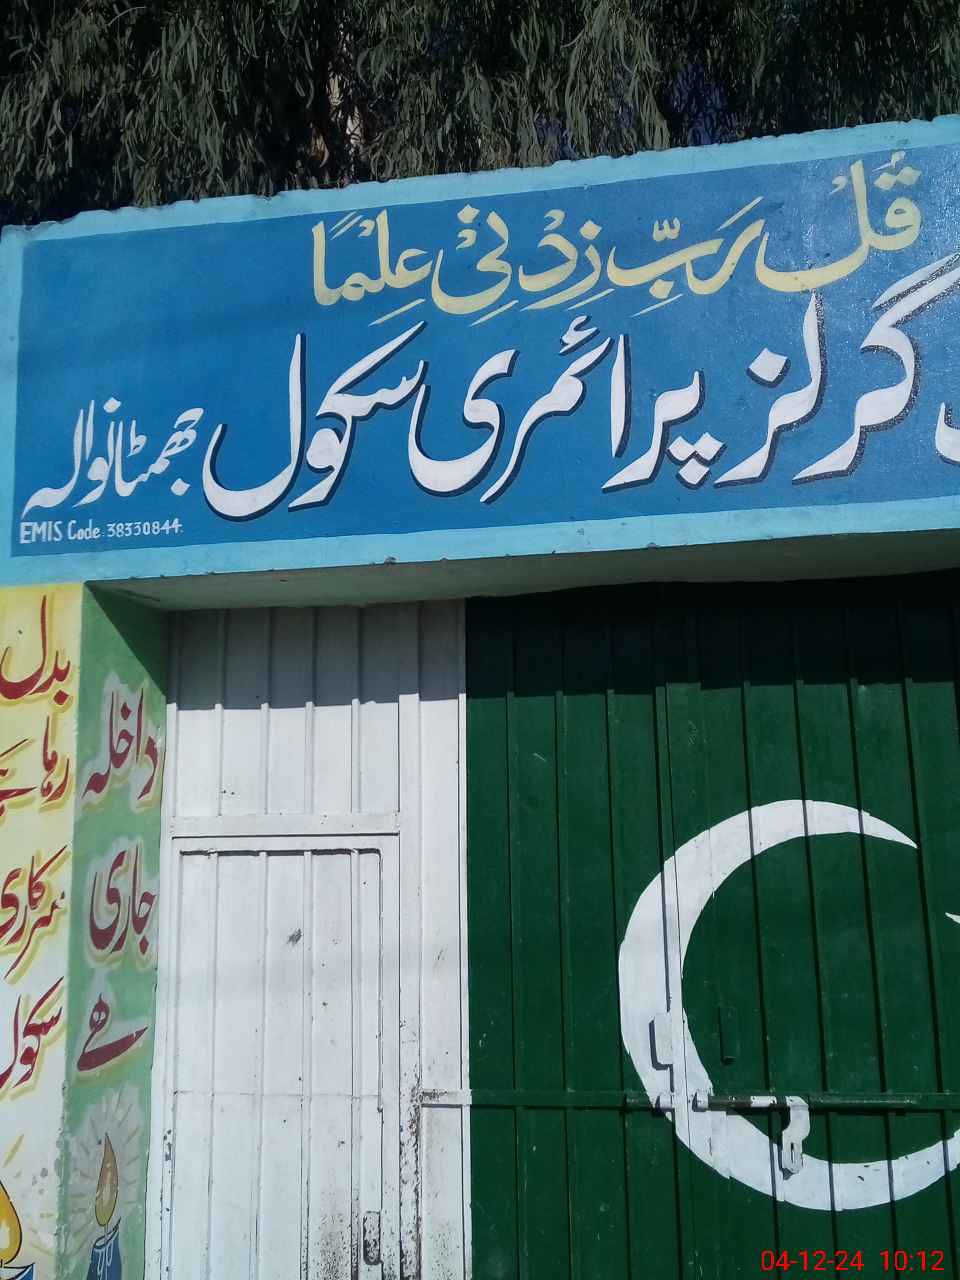 قُلْ رَبِّ زِدْنِیْ عِلْمًا
گرلز پرائمری سکول جھمٹانوالہ
EMIS Code: 38330844
بدل
رہا
ہے
سرکاری
سکول
داخلہ
جاری
ہے
04-12-24 10:12